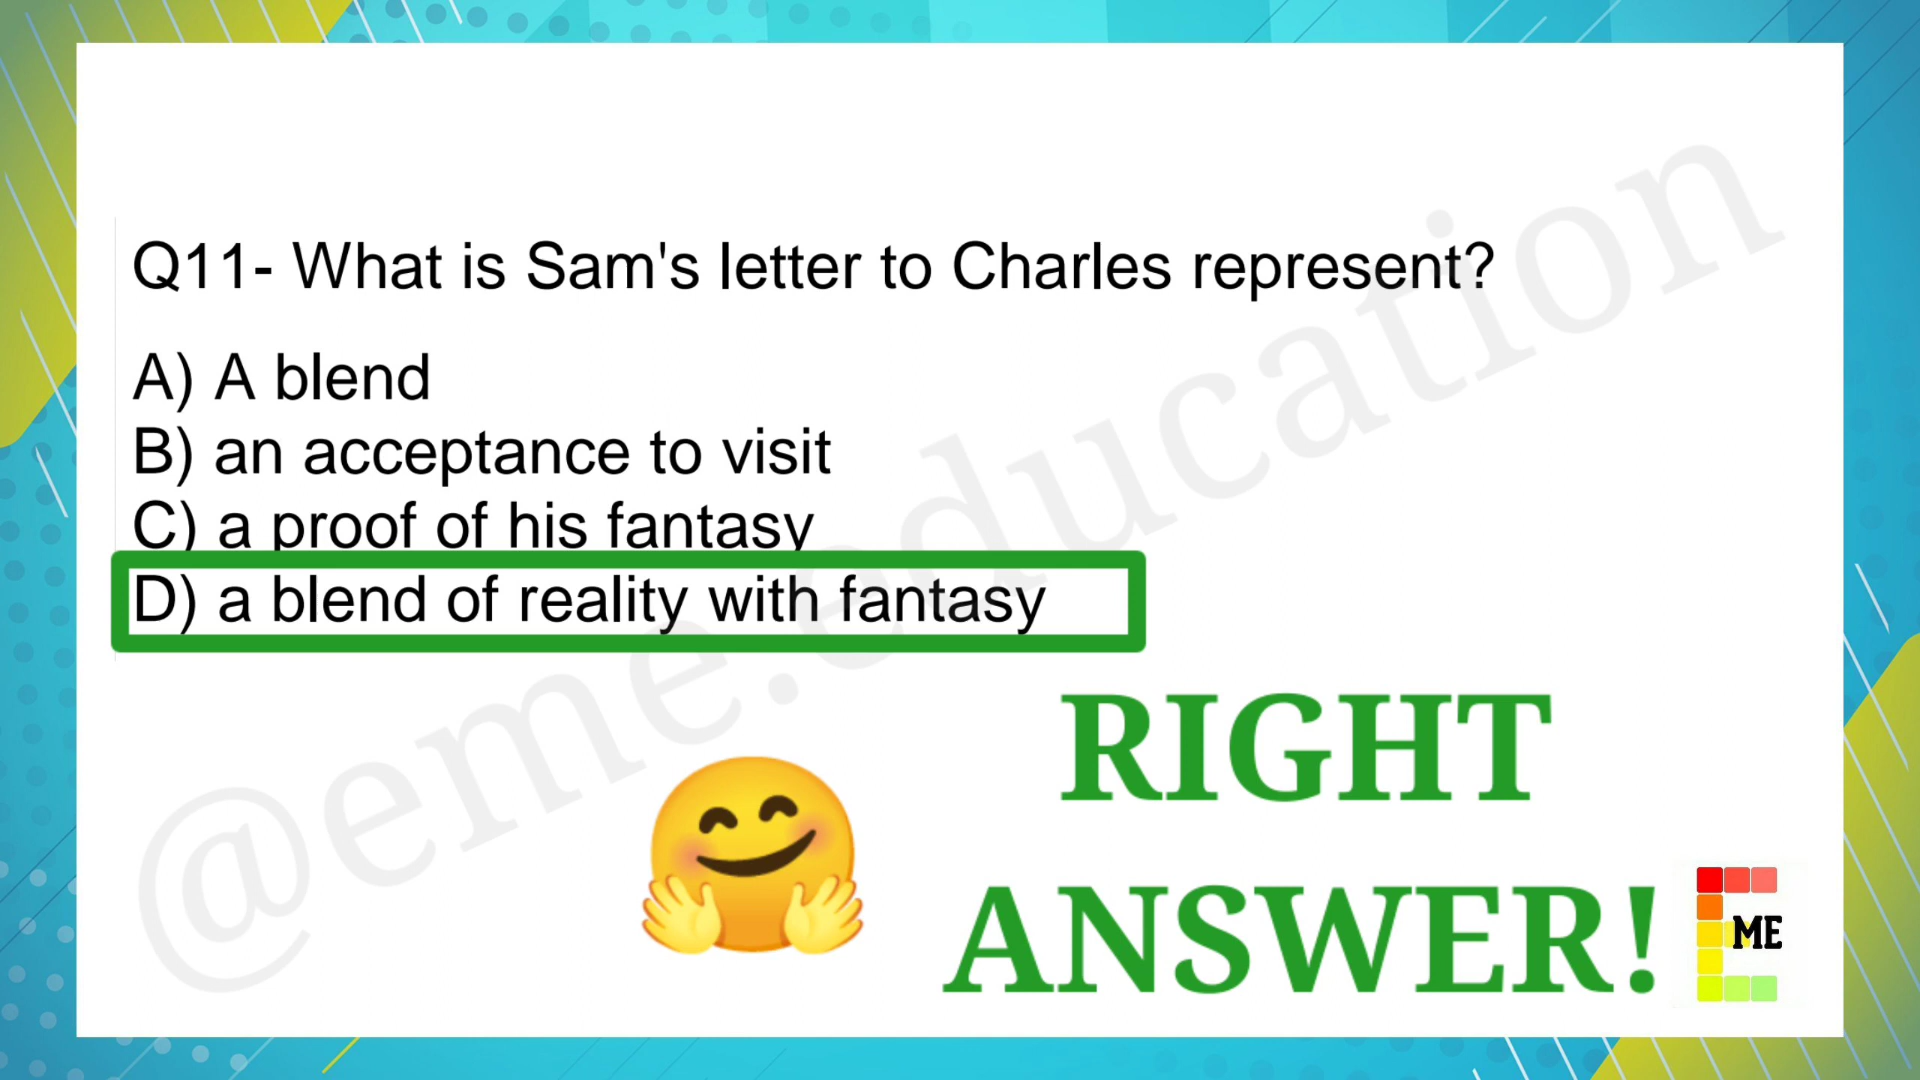 Q11- What is Sam's letter to Charles represent?
A) A blend
B) an acceptance to visit
C) a proof of his fantasy
D) a blend of reality with fantasy
@eme.education
RIGHT
ANSWER!
ME